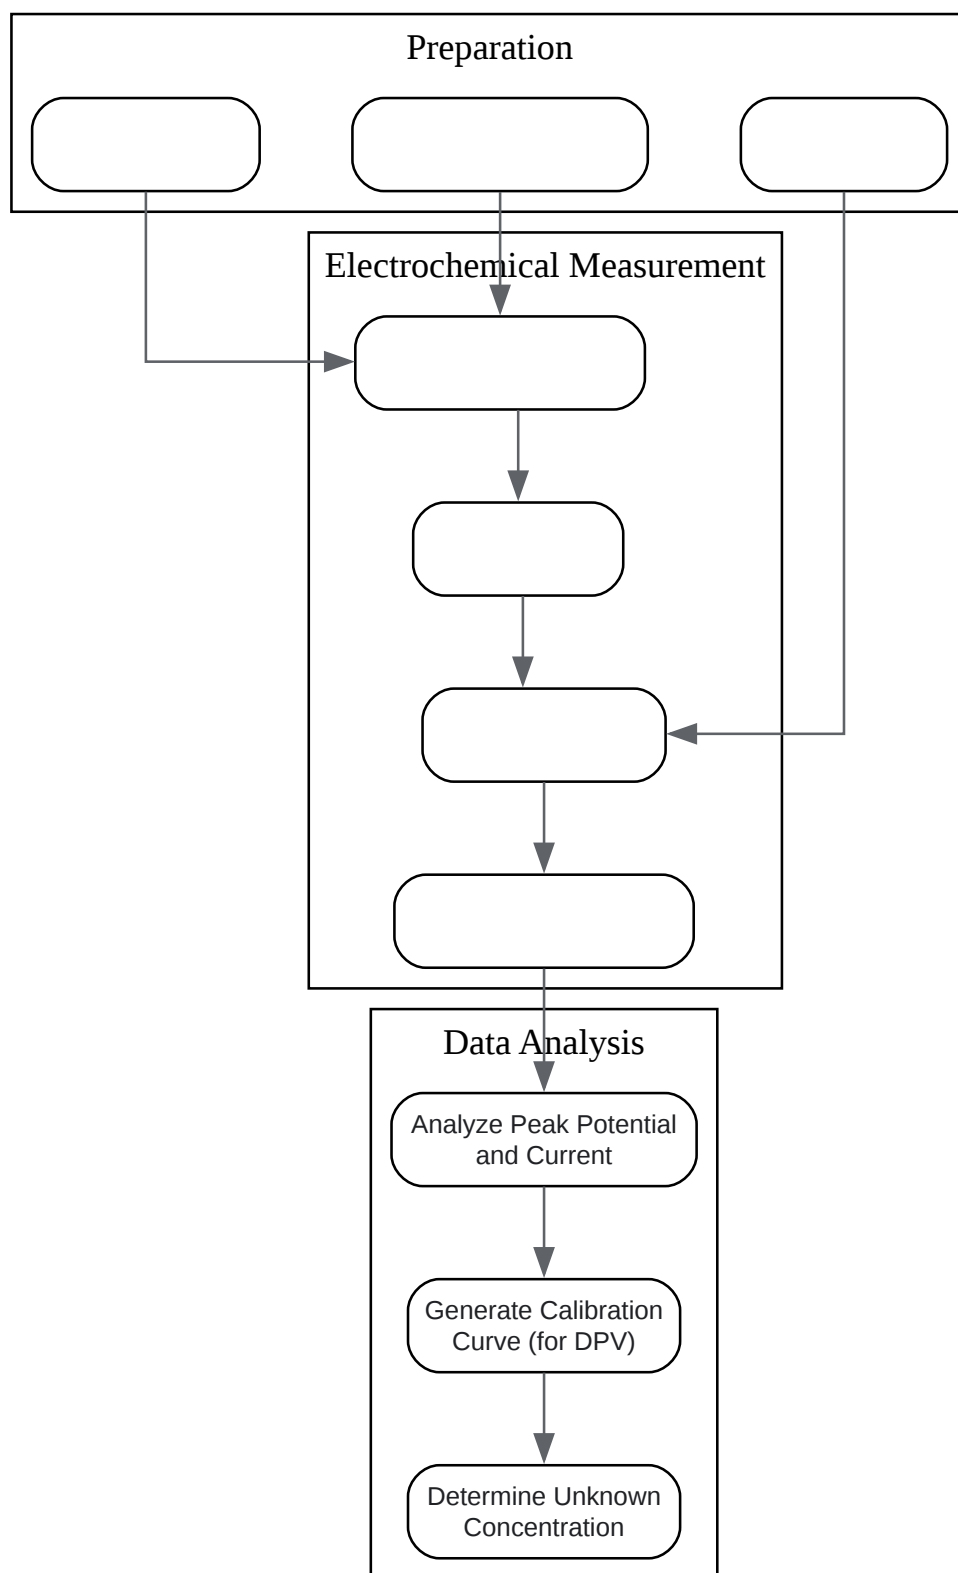 Preparation
Electrochemical Measurement
Data Analysis
Analyze Peak Potential
and Current
Generate Calibration
Curve (for DPV)
Determine Unknown
Concentration